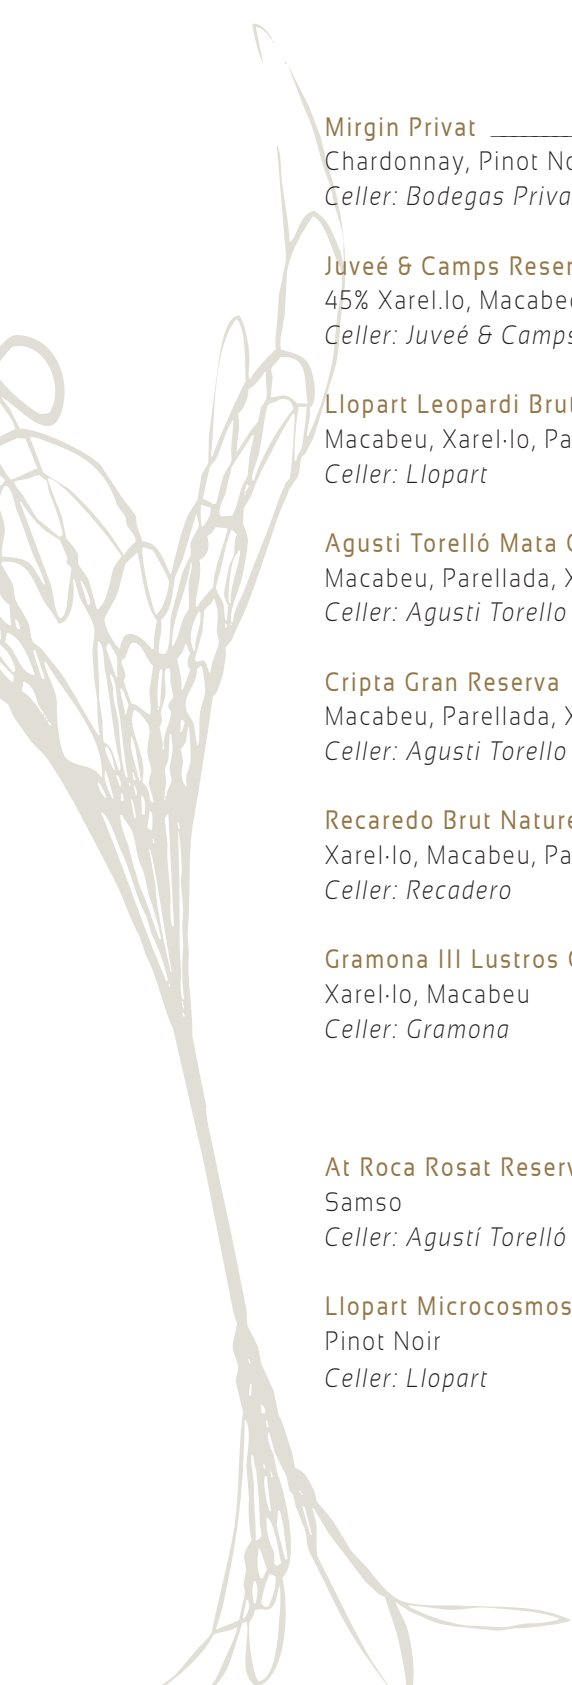 Mirgin Privat
Chardonnay, Pinot No
Celler: Bodegas Priva
Juveé & Camps Reser
45% Xarel.lo, Macabe
Celler: Juveé & Camps
Llopart Leopardi Brut
Macabeu, Xarel·lo, Pa
Celler: Llopart
Agusti Torelló Mata G
Macabeu, Parellada, X
Celler: Agusti Torello
Cripta Gran Reserva
Macabeu, Parellada, X
Celler: Agusti Torello
Recaredo Brut Nature
Xarel·lo, Macabeu, Pa
Celler: Recadero
Gramona III Lustros G
Xarel·lo, Macabeu
Celler: Gramona
At Roca Rosat Reserv
Samso
Celler: Agustí Torelló
Llopart Microcosmos
Pinot Noir
Celler: Llopart